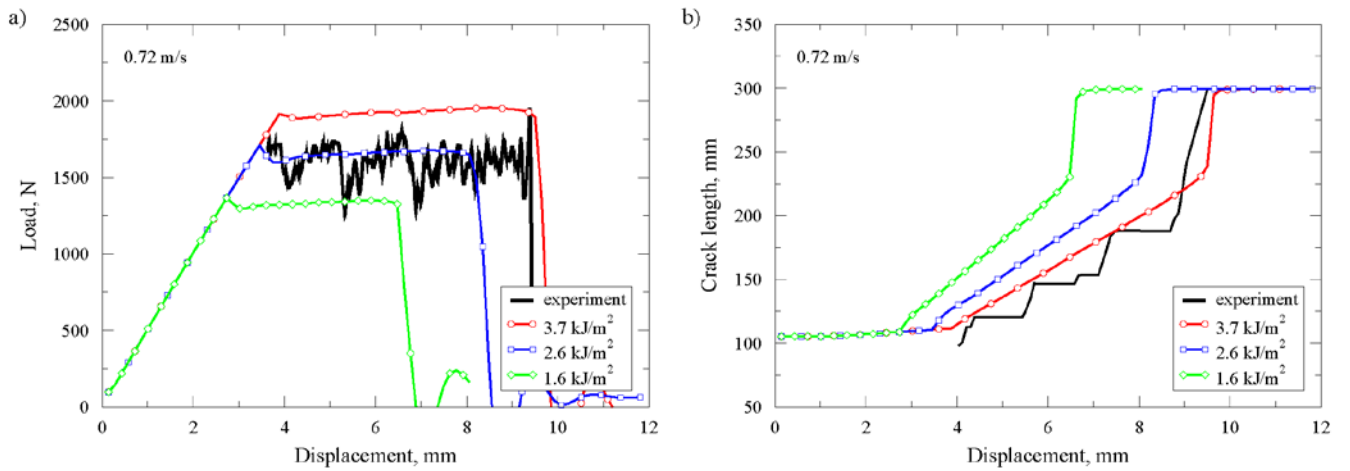 a)
2500
2000
1500
1000
500
0
Load, N
0.72 m/s
experiment
3.7 kJ/m²
2.6 kJ/m²
1.6 kJ/m²
0 2 4 6 8 10 12
Displacement, mm
b)
350
300
250
200
150
100
50
Crack length, mm
0.72 m/s
experiment
3.7 kJ/m²
2.6 kJ/m²
1.6 kJ/m²
0 2 4 6 8 10 12
Displacement, mm